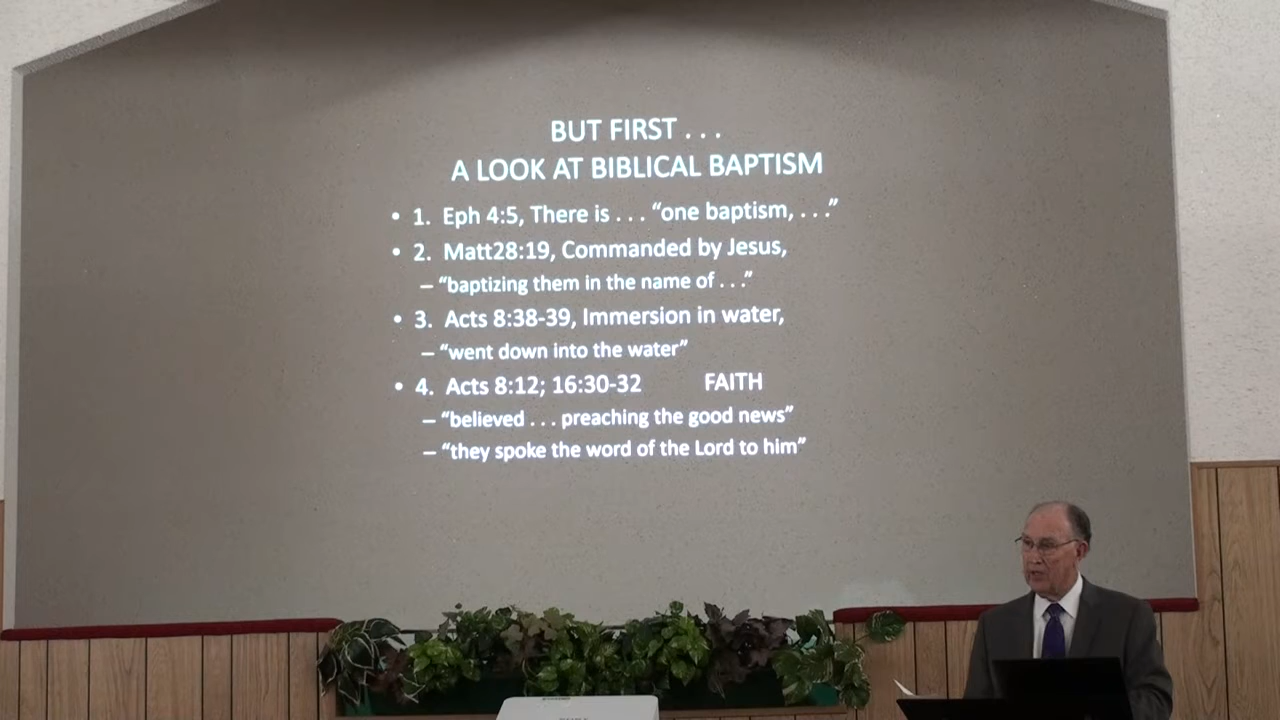 BUT FIRST . . .
A LOOK AT BIBLICAL BAPTISM
• 1. Eph 4:5, There is . . . “one baptism, . . .”
• 2. Matt28:19, Commanded by Jesus,
– “baptizing them in the name of . . .”
• 3. Acts 8:38-39, Immersion in water,
– “went down into the water”
• 4. Acts 8:12; 16:30-32 FAITH
– “believed . . . preaching the good news”
– “they spoke the word of the Lord to him”